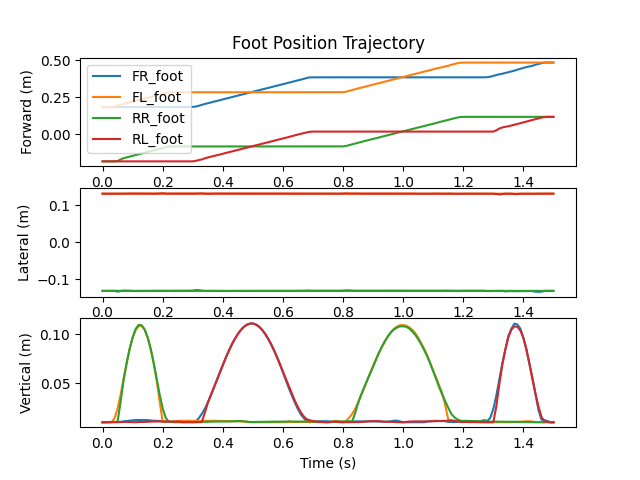 Foot Position Trajectory
Forward (m)
0.50
0.25
0.00
FR_foot
FL_foot
RR_foot
RL_foot
0.0 0.2 0.4 0.6 0.8 1.0 1.2 1.4
Lateral (m)
0.1
0.0
−0.1
0.0 0.2 0.4 0.6 0.8 1.0 1.2 1.4
Vertical (m)
0.10
0.05
0.0 0.2 0.4 0.6 0.8 1.0 1.2 1.4
Time (s)